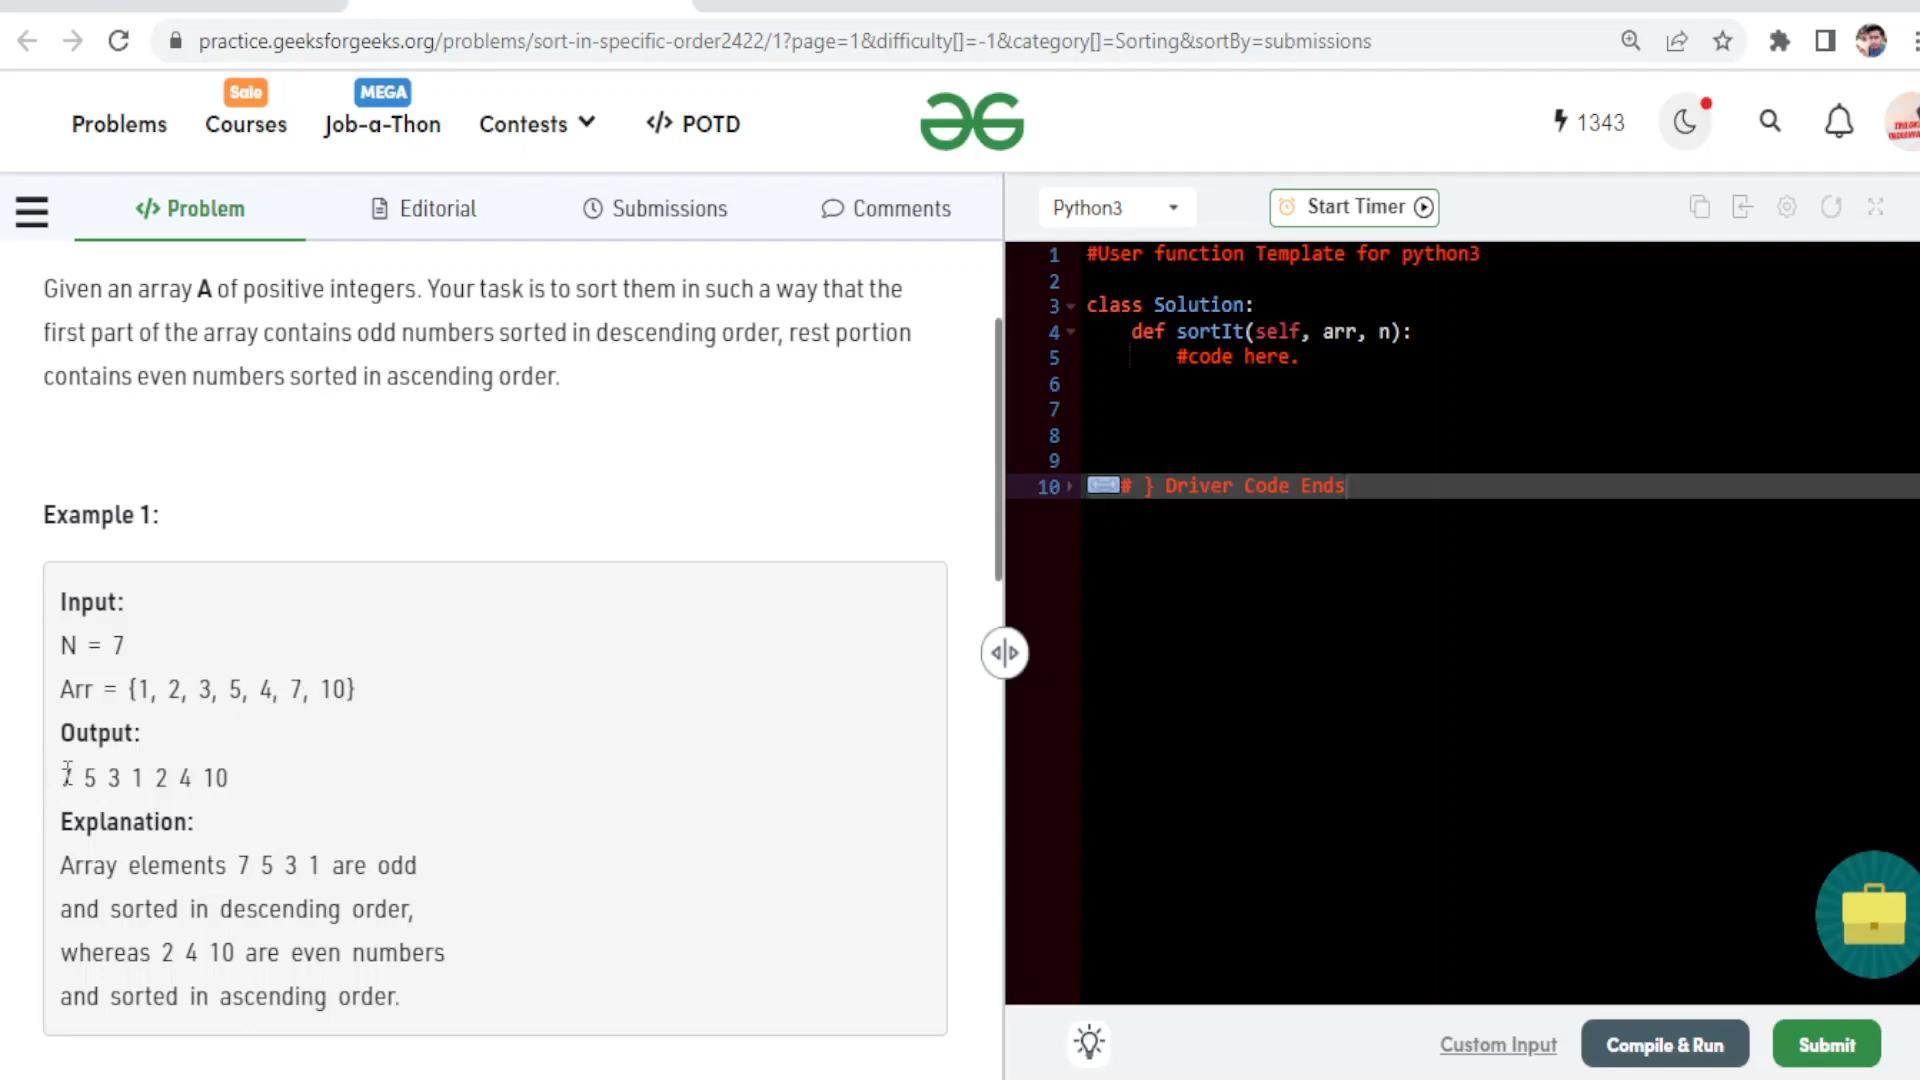 practice.geeksforgeeks.org/problems/sort-in-specific-order2422/1?page=1&difficulty[]=-1&category[]=Sorting&sortBy=submissions
Sale
MEGA
Problems
Courses
Job-a-Thon
Contests
</> POTD
1343
</> Problem
Editorial
Submissions
Comments
Python3
Start Timer
Given an array A of positive integers. Your task is to sort them in such a way that the
first part of the array contains odd numbers sorted in descending order, rest portion
contains even numbers sorted in ascending order.
Example 1:
Input:
N = 7
Arr = {1, 2, 3, 5, 4, 7, 10}
Output:
7 5 3 1 2 4 10
Explanation:
Array elements 7 5 3 1 are odd
and sorted in descending order,
whereas 2 4 10 are even numbers
and sorted in ascending order.
1 #User function Template for python3
2
3 class Solution:
4 def sortIt(self, arr, n):
5 #code here.
6
7
8
9
10 # } Driver Code Ends
Custom Input
Compile & Run
Submit